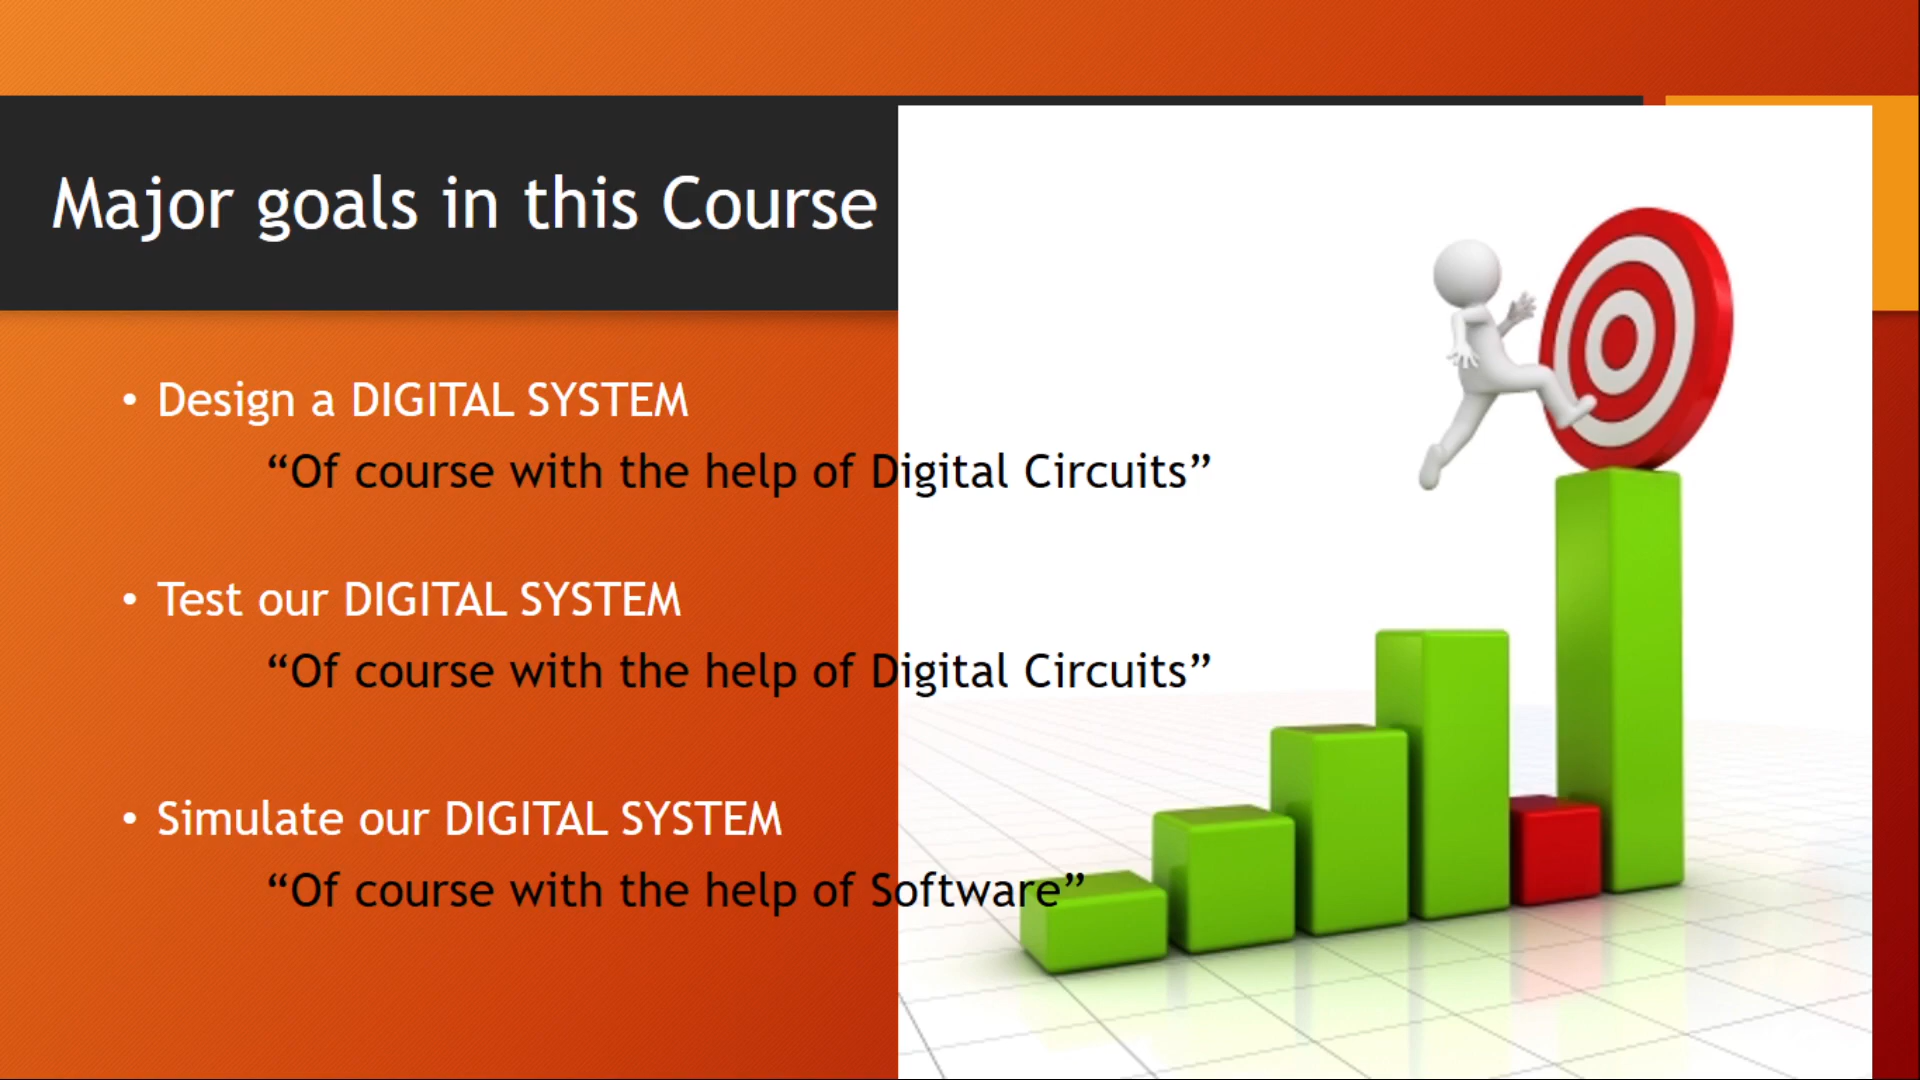 Major goals in this Course
• Design a DIGITAL SYSTEM
“Of course with the help of Digital Circuits”
• Test our DIGITAL SYSTEM
“Of course with the help of Digital Circuits”
• Simulate our DIGITAL SYSTEM
“Of course with the help of Software”